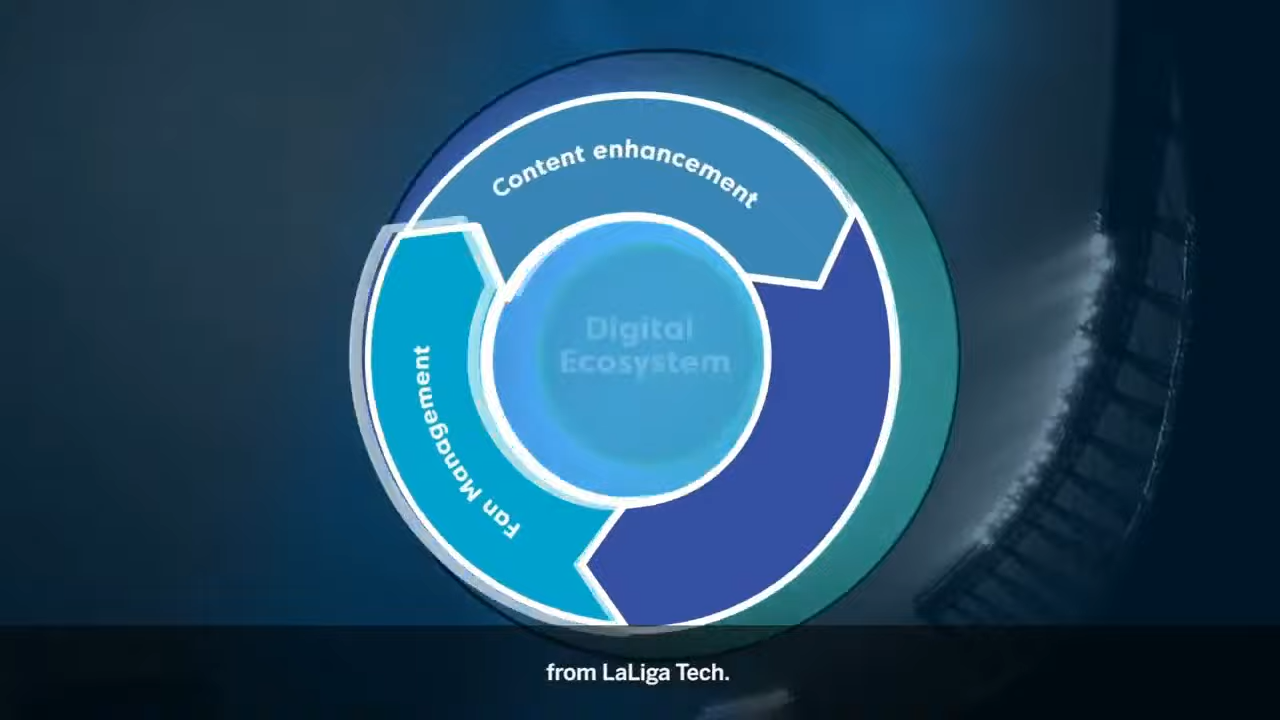 Content enhancement
Digital
Ecosystem
Fan Management
from LaLiga Tech.